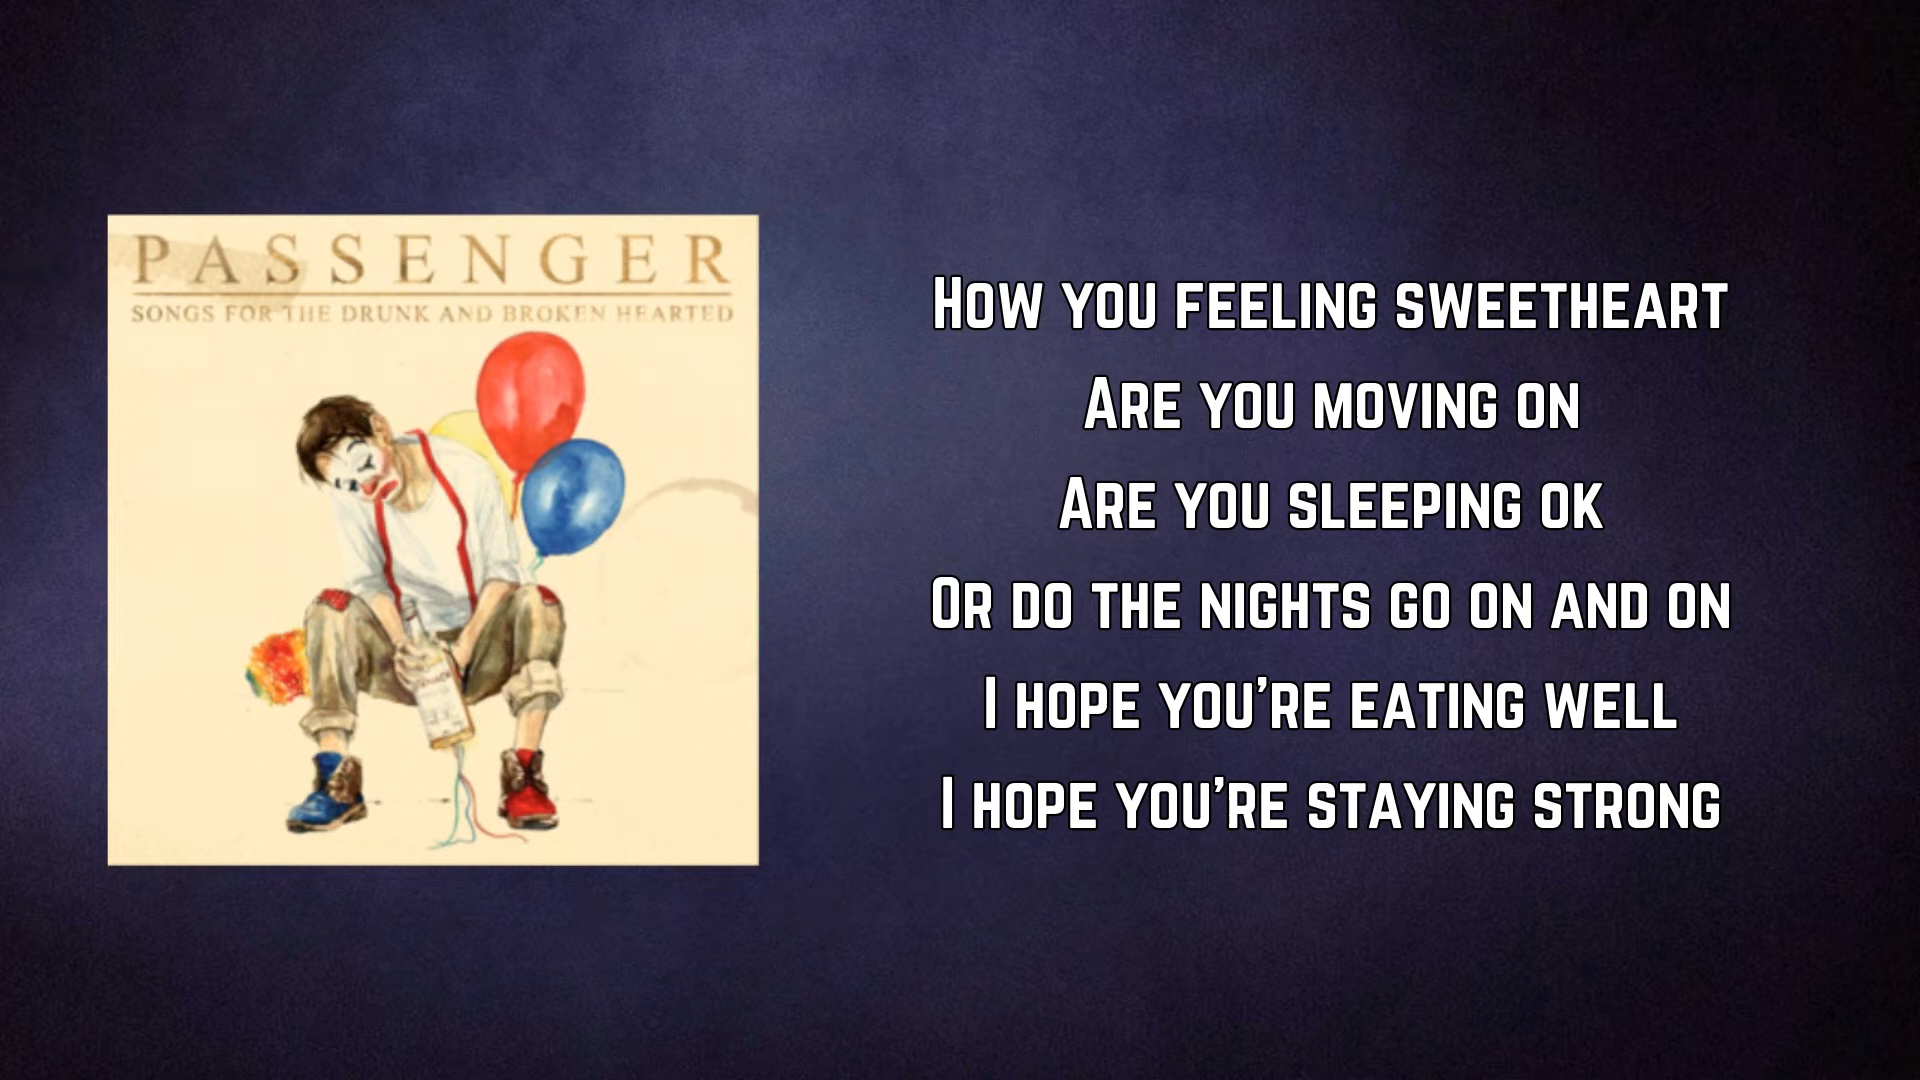 PASSENGER
SONGS FOR THE DRUNK AND BROKEN HEARTED
How you feeling sweetheart
Are you moving on
Are you sleeping ok
Or do the nights go on and on
I hope you're eating well
I hope you're staying strong